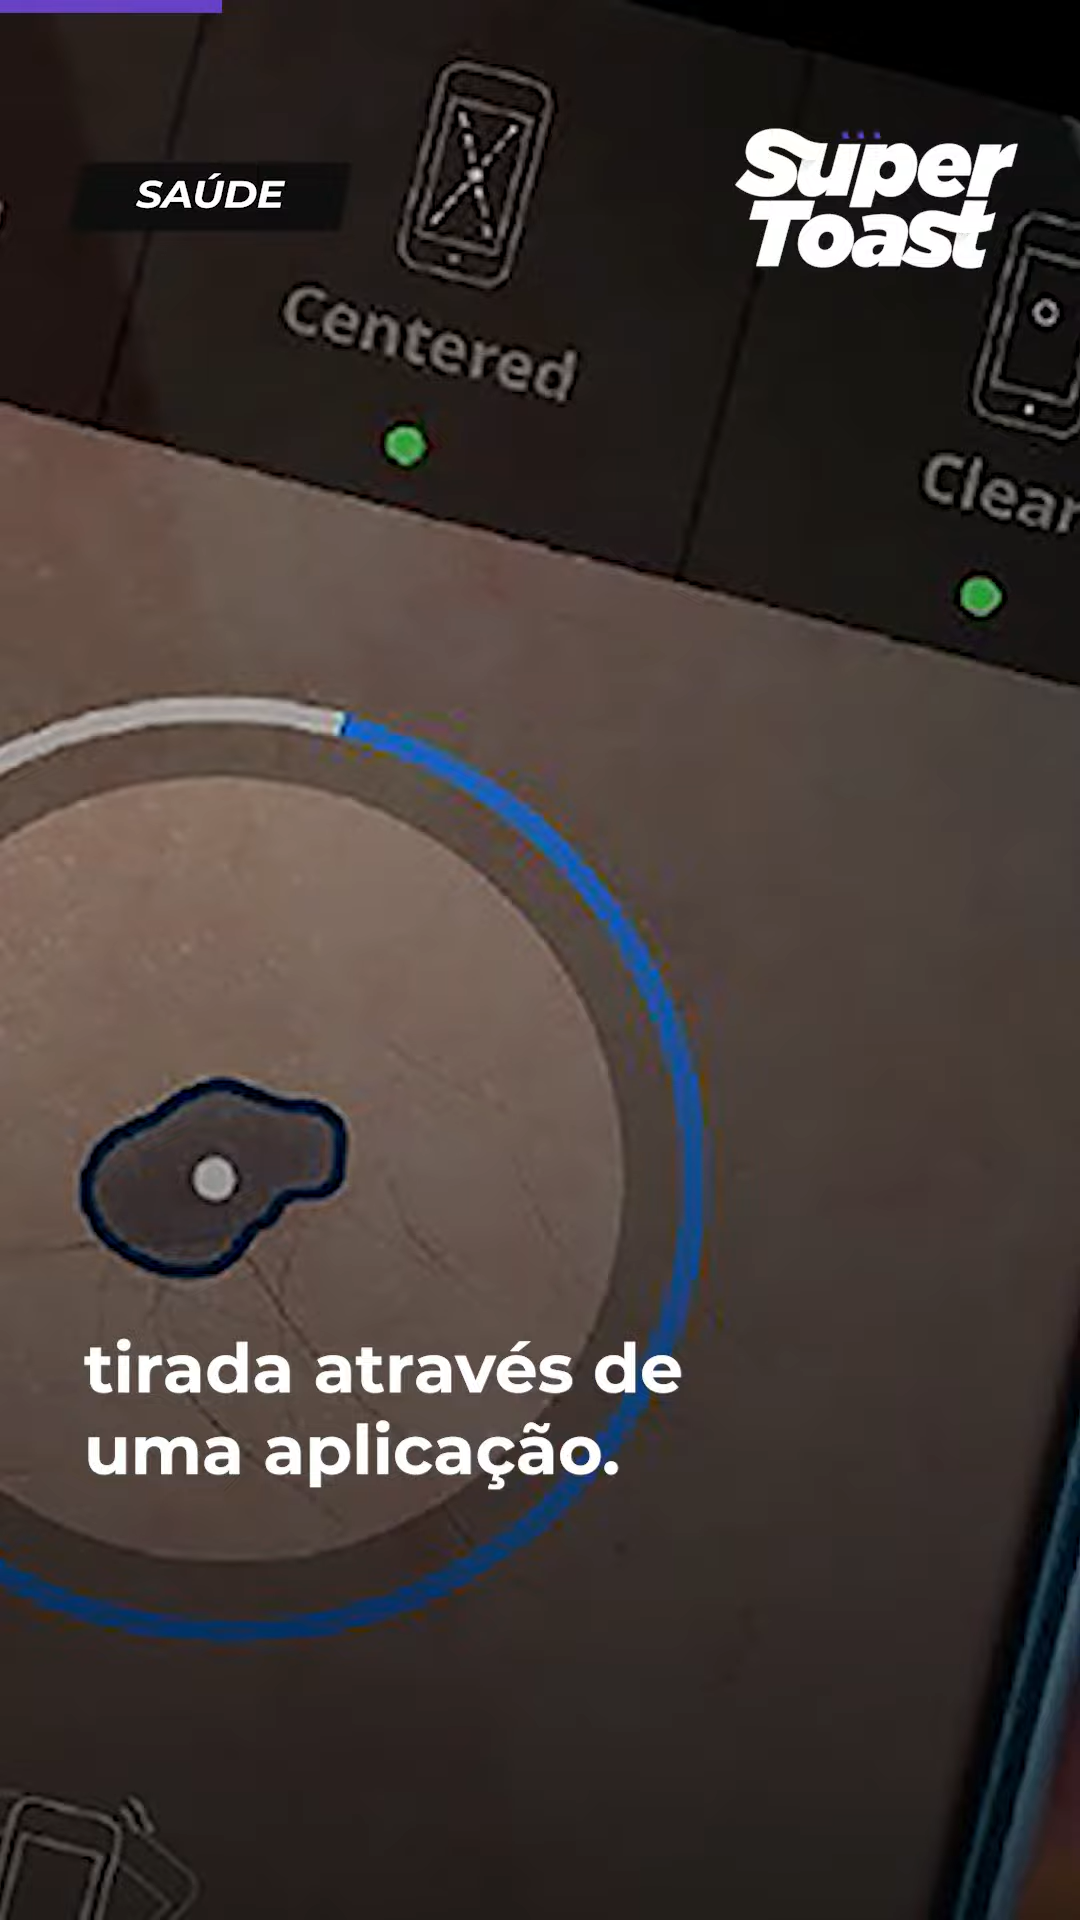 SAÚDE
Super
Toast
Centered
Clear
tirada através de
uma aplicação.